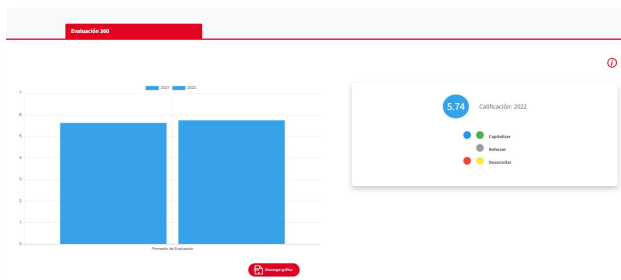 Evaluación 360
i
2021 2022
7
6
5
4
3
2
1
0
Promedio de Evaluación
Descargar gráfico
5.74 Calificación: 2022
Capitalizar
Reforzar
Desarrollar